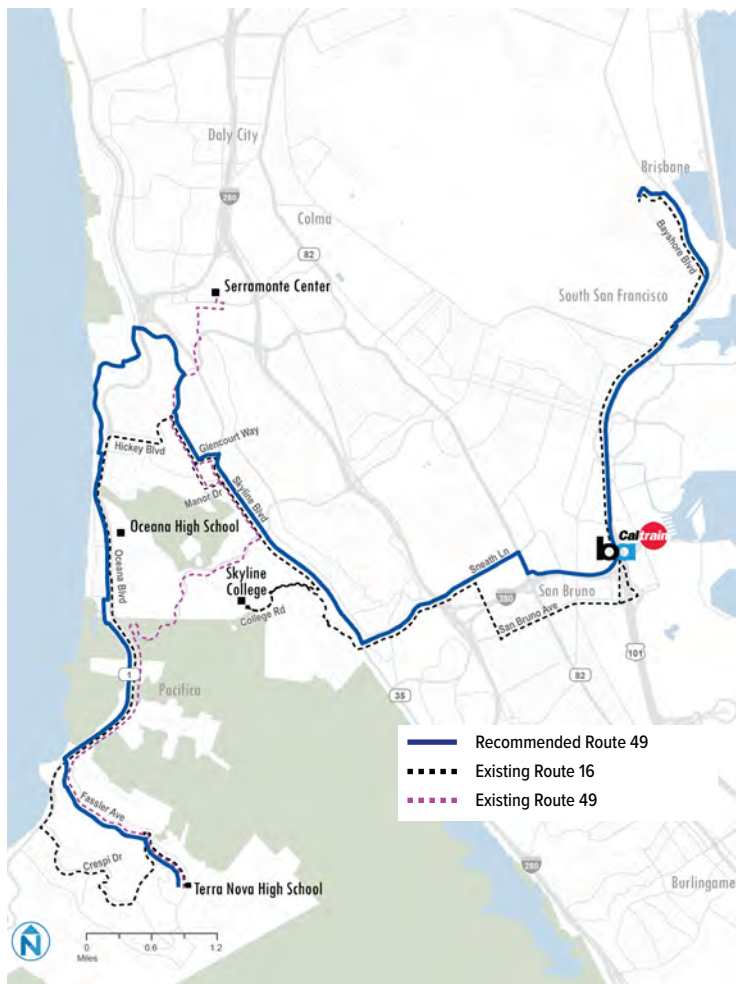 Daly City
Brisbane
280
Colma
Bayshore Blvd
82
Serramonte Center
South San Francisco
Hickey Blvd
Glencourt Way
Manor Dr
Skyline Blvd
Oceana High School
Caltrain
ba
Sneath Ln
Oceana Blvd
Skyline
College
College Rd
380
San Bruno
San Bruno Ave
101
1
Pacifica
35
82
Recommended Route 49
Existing Route 16
Existing Route 49
Fassler Ave
Crespi Dr
Terra Nova High School
280
Burlingame
N
0
0.6
1.2
Miles